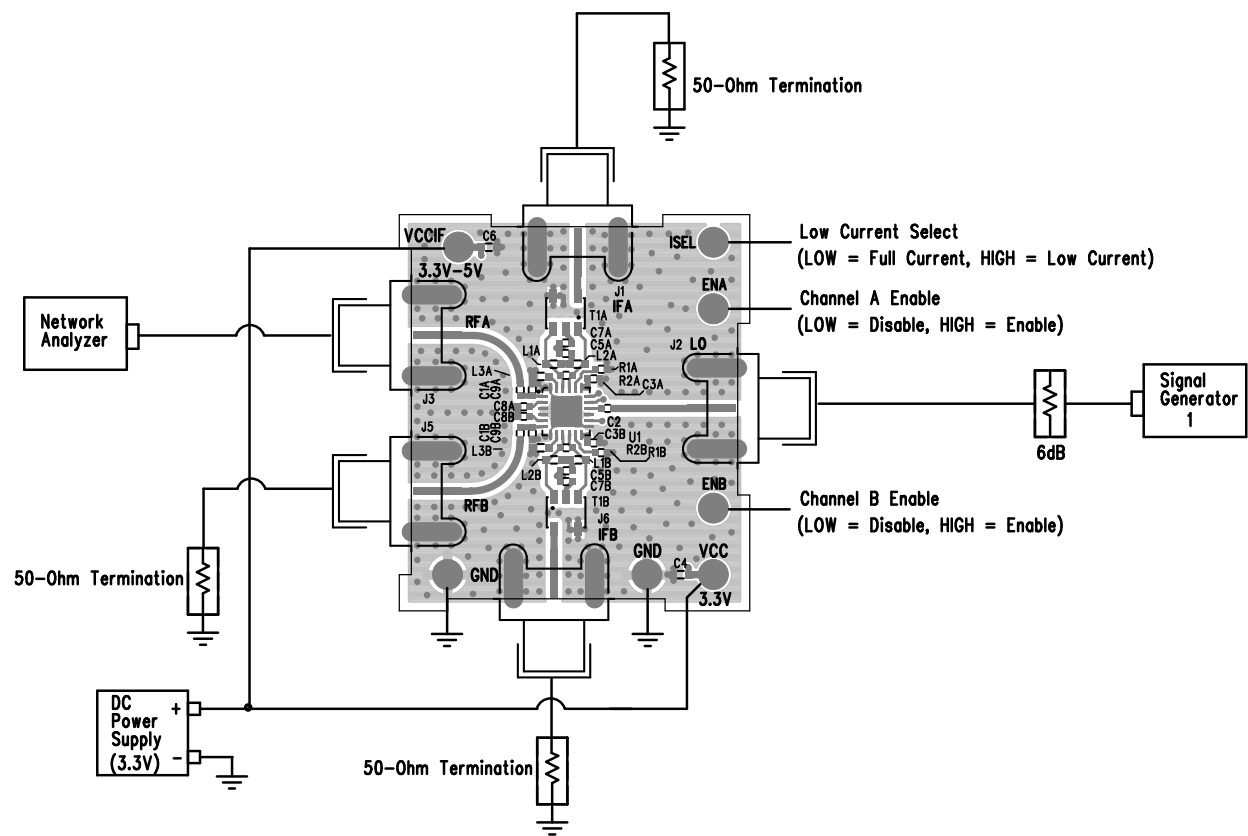 50-Ohm Termination
VCCIF
C6
3.3V-5V
ISEL
Low Current Select
(LOW = Full Current, HIGH = Low Current)
ENA
Channel A Enable
(LOW = Disable, HIGH = Enable)
J1
IFA
Network
Analyzer
RFA
T1A
C7A
C5A
L1A
L2A
J2 LO
L3A
R1A
R2A
C3A
C1A
C9A
J3
C8A
C8B
Signal
Generator
1
6dB
J5
C1B
C9B
C2
C3B
U1
R2B
R1B
L3B
L2B
L1B
C5B
C7B
RFB
T1B
J6
IFB
ENB
Channel B Enable
(LOW = Disable, HIGH = Enable)
50-Ohm Termination
GND
GND
C4
VCC
3.3V
DC
Power
Supply
(3.3V)
+
-
50-Ohm Termination